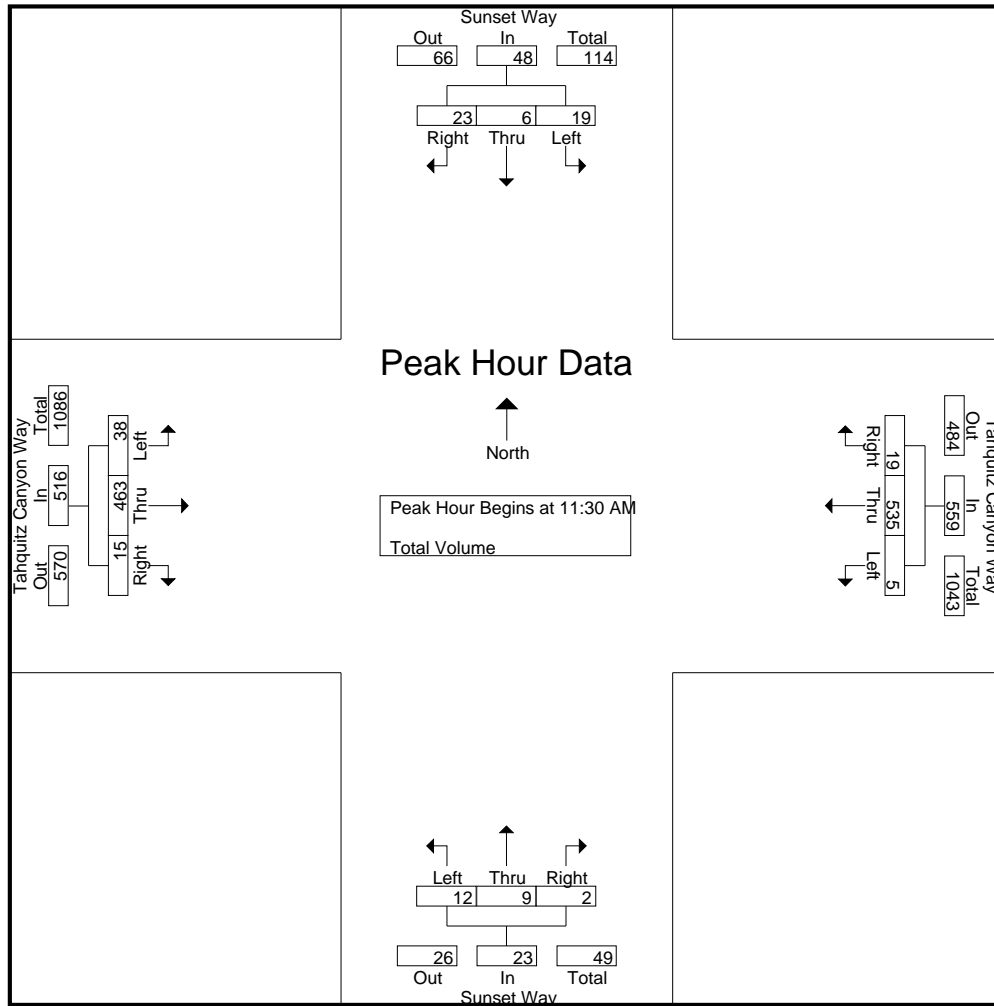 Sunset Way
Out In Total
66 48 114
23 6 19
Right Thru Left
Peak Hour Data
North
Peak Hour Begins at 11:30 AM
Total Volume
Tahquitz Canyon Way
Out In Total
570 516 1086
15 463 38
Right Thru Left
Tahquitz Canyon Way
Out In Total
484 559 1043
19 535 5
Right Thru Left
Left Thru Right
12 9 2
26 23 49
Out In Total
Sunset Way